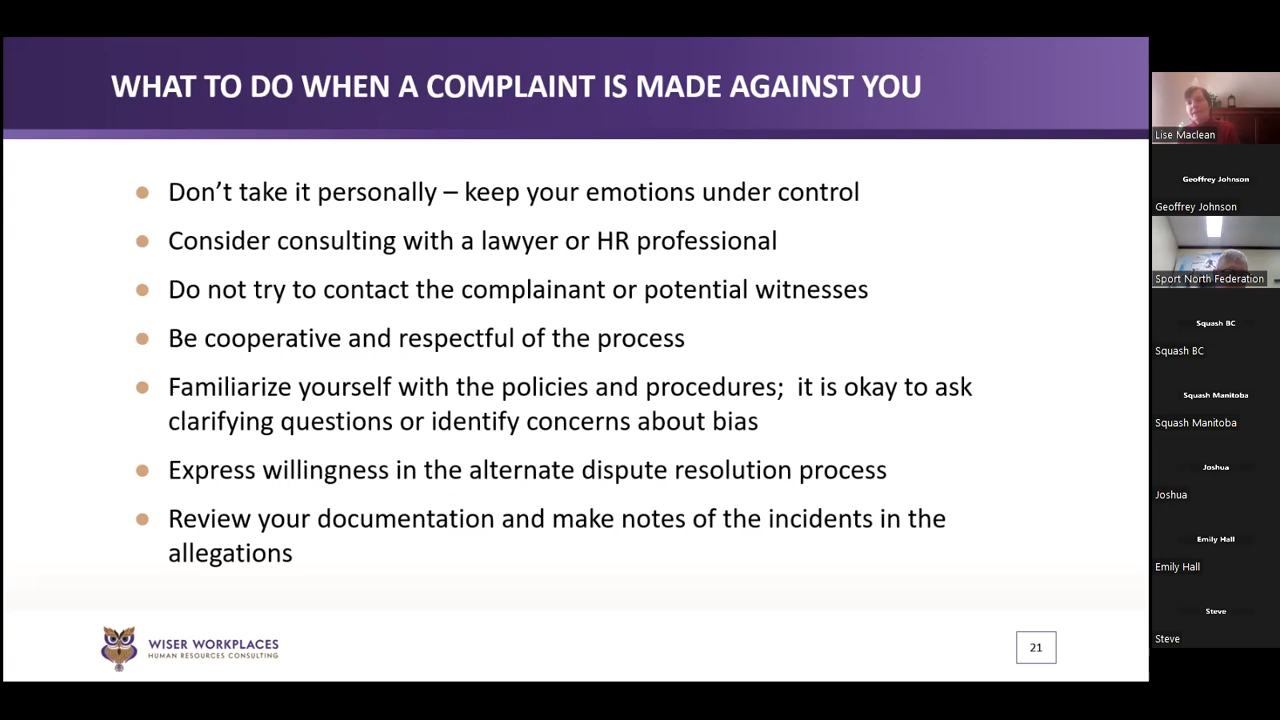 WHAT TO DO WHEN A COMPLAINT IS MADE AGAINST YOU
Don’t take it personally – keep your emotions under control
Consider consulting with a lawyer or HR professional
Do not try to contact the complainant or potential witnesses
Be cooperative and respectful of the process
Familiarize yourself with the policies and procedures;  it is okay to ask
clarifying questions or identify concerns about bias
Express willingness in the alternate dispute resolution process
Review your documentation and make notes of the incidents in the
allegations
WISER WORKPLACES
HUMAN RESOURCES CONSULTING
21
Lise Maclean
Geoffrey Johnson
Geoffrey Johnson
Sport North Federation
Squash BC
Squash BC
Squash Manitoba
Squash Manitoba
Joshua
Joshua
Emily Hall
Emily Hall
Steve
Steve